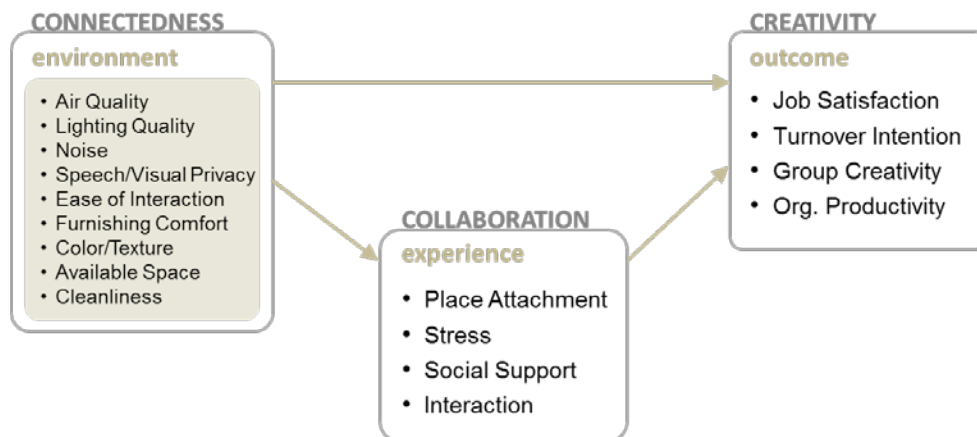 CONNECTEDNESS
environment
• Air Quality
• Lighting Quality
• Noise
• Speech/Visual Privacy
• Ease of Interaction
• Furnishing Comfort
• Color/Texture
• Available Space
• Cleanliness
COLLABORATION
experience
• Place Attachment
• Stress
• Social Support
• Interaction
CREATIVITY
outcome
• Job Satisfaction
• Turnover Intention
• Group Creativity
• Org. Productivity